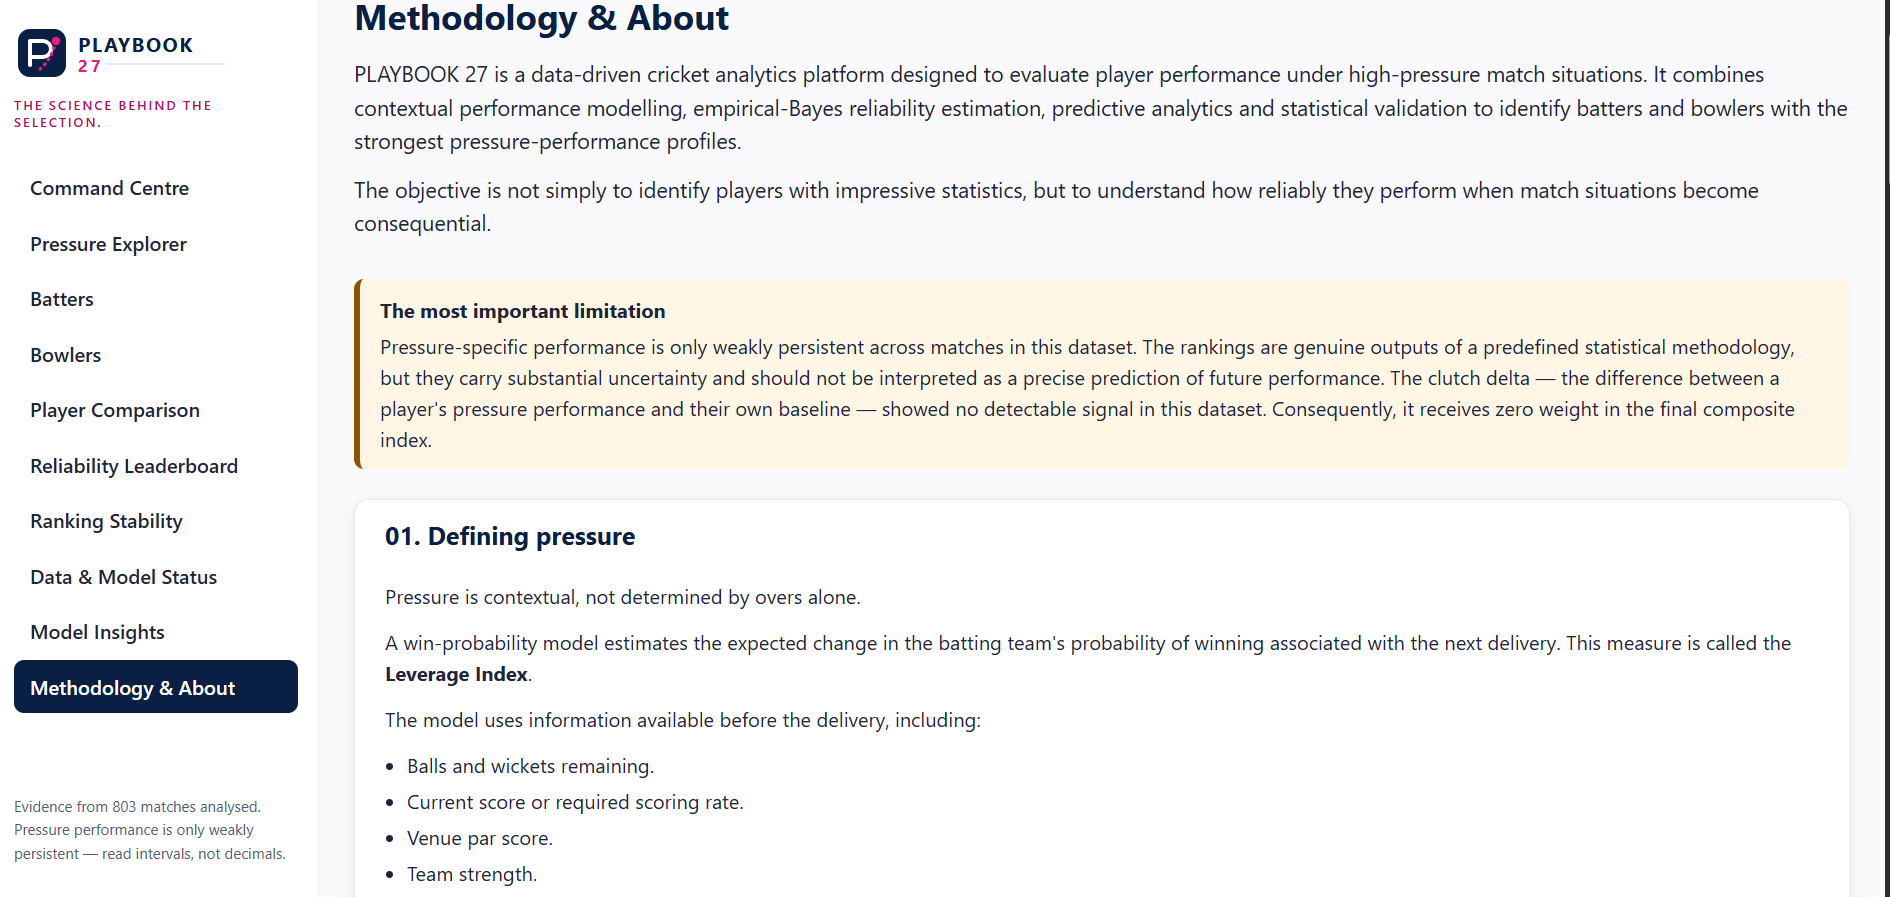 PLAYBOOK
27
THE SCIENCE BEHIND THE
SELECTION.
Command Centre
Pressure Explorer
Batters
Bowlers
Player Comparison
Reliability Leaderboard
Ranking Stability
Data & Model Status
Model Insights
Methodology & About
Evidence from 803 matches analysed.
Pressure performance is only weakly
persistent — read intervals, not decimals.
Methodology & About
PLAYBOOK 27 is a data-driven cricket analytics platform designed to evaluate player performance under high-pressure match situations. It combines
contextual performance modelling, empirical-Bayes reliability estimation, predictive analytics and statistical validation to identify batters and bowlers with the
strongest pressure-performance profiles.
The objective is not simply to identify players with impressive statistics, but to understand how reliably they perform when match situations become
consequential.
The most important limitation
Pressure-specific performance is only weakly persistent across matches in this dataset. The rankings are genuine outputs of a predefined statistical methodology,
but they carry substantial uncertainty and should not be interpreted as a precise prediction of future performance. The clutch delta — the difference between a
player's pressure performance and their own baseline — showed no detectable signal in this dataset. Consequently, it receives zero weight in the final composite
index.
01. Defining pressure
Pressure is contextual, not determined by overs alone.
A win-probability model estimates the expected change in the batting team's probability of winning associated with the next delivery. This measure is called the
Leverage Index.
The model uses information available before the delivery, including:
• Balls and wickets remaining.
• Current score or required scoring rate.
• Venue par score.
• Team strength.